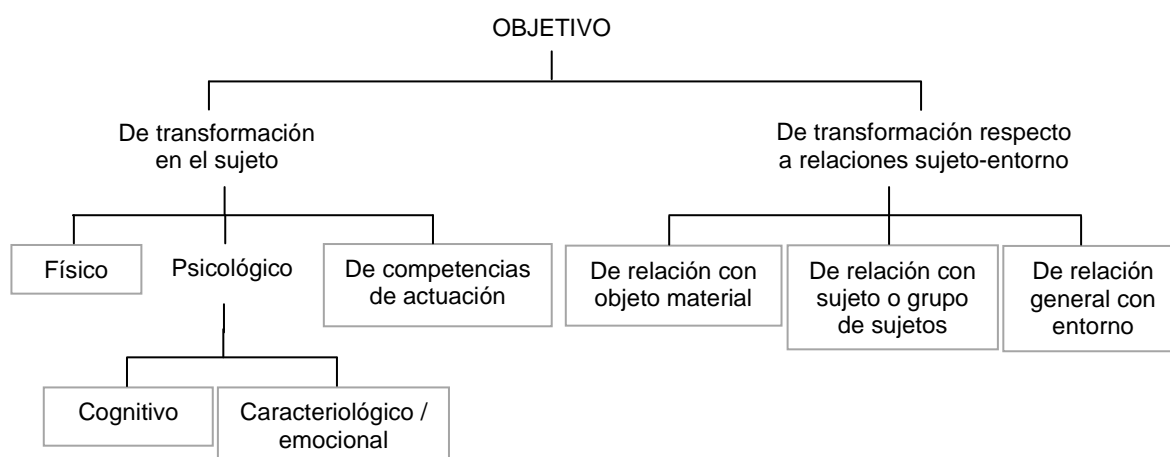 OBJETIVO
De transformación
en el sujeto
De transformación respecto
a relaciones sujeto-entorno
Físico
Psicológico
De competencias
de actuación
De relación con
objeto material
De relación con
sujeto o grupo
de sujetos
De relación
general con
entorno
Cognitivo
Caracteriológico /
emocional